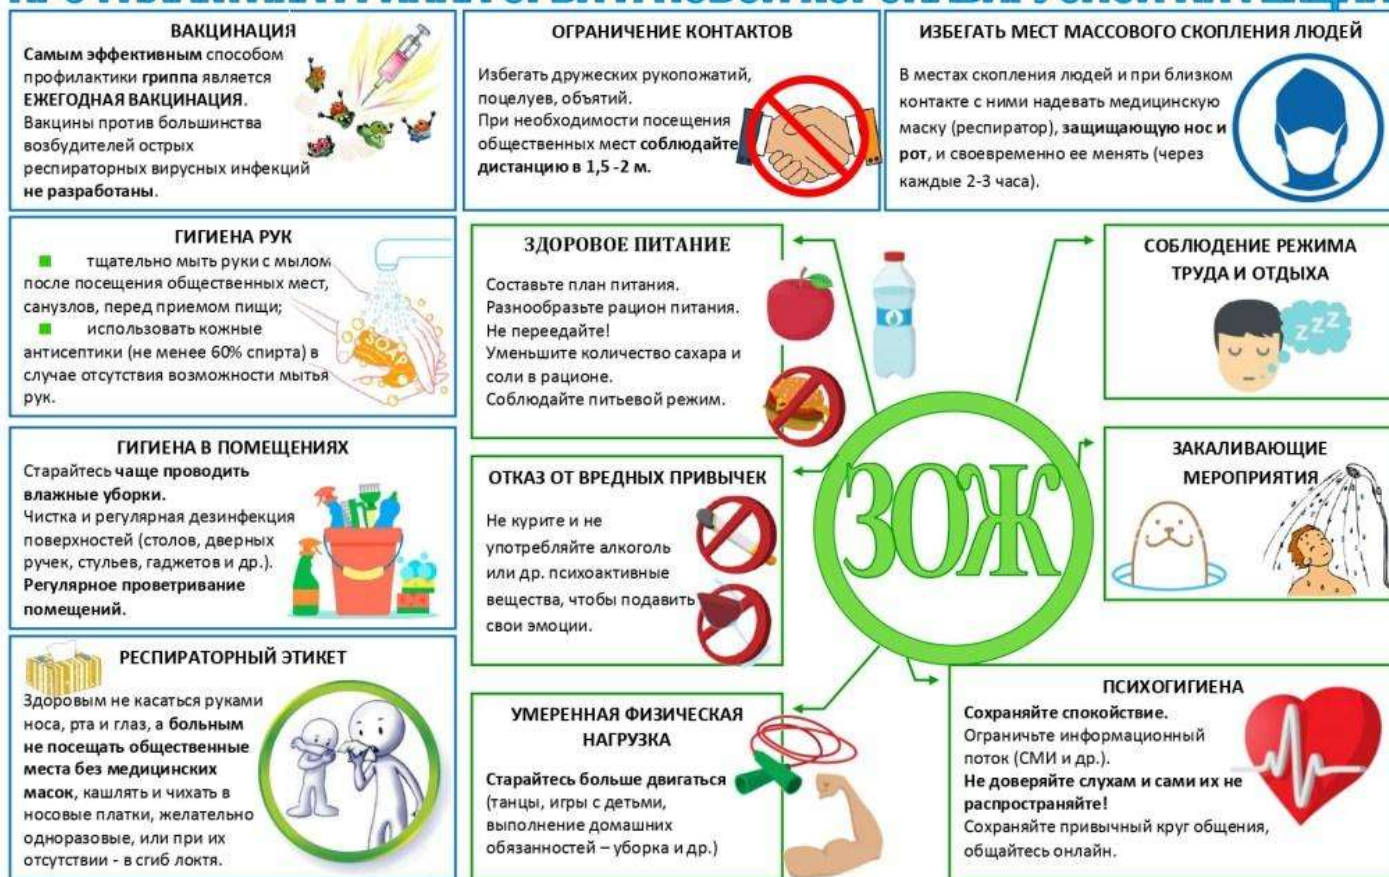 ВАКЦИНАЦИЯ
Самым эффективным способом
профилактики гриппа является
ЕЖЕГОДНАЯ ВАКЦИНАЦИЯ.
Вакцины против большинства
возбудителей острых
респираторных вирусных инфекций
не разработаны.
ОГРАНИЧЕНИЕ КОНТАКТОВ
Избегать дружеских рукопожатий,
поцелуев, объятий.
При необходимости посещения
общественных мест соблюдайте
дистанцию в 1,5 -2 м.
ИЗБЕГАТЬ МЕСТ МАССОВОГО СКОПЛЕНИЯ ЛЮДЕЙ
В местах скопления людей и при близком
контакте с ними надевать медицинскую
маску (респиратор), защищающую нос и
рот, и своевременно ее менять (через
каждые 2-3 часа).
ГИГИЕНА РУК
тщательно мыть руки с мылом
после посещения общественных мест,
санузлов, перед приемом пищи;
использовать кожные
антисептики (не менее 60% спирта) в
случае отсутствия возможности мытья
рук.
SOAP
ЗДОРОВОЕ ПИТАНИЕ
Составьте план питания.
Разнообразьте рацион питания.
Не переедайте!
Уменьшите количество сахара и
соли в рационе.
Соблюдайте питьевой режим.
СОБЛЮДЕНИЕ РЕЖИМА
ТРУДА И ОТДЫХА
zzz
ГИГИЕНА В ПОМЕЩЕНИЯХ
Старайтесь чаще проводить
влажные уборки.
Чистка и регулярная дезинфекция
поверхностей (столов, дверных
ручек, стульев, гаджетов и др.).
Регулярное проветривание
помещений.
ОТКАЗ ОТ ВРЕДНЫХ ПРИВЫЧЕК
Не курите и не
употребляйте алкоголь
или др. психоактивные
вещества, чтобы подавить
свои эмоции.
ЗОЖ
ЗАКАЛИВАЮЩИЕ
МЕРОПРИЯТИЯ
РЕСПИРАТОРНЫЙ ЭТИКЕТ
Здоровым не касаться руками
носа, рта и глаз, а больным
не посещать общественные
места без медицинских
масок, кашлять и чихать в
носовые платки, желательно
одноразовые, или при их
отсутствии - в сгиб локтя.
УМЕРЕННАЯ ФИЗИЧЕСКАЯ
НАГРУЗКА
Старайтесь больше двигаться
(танцы, игры с детьми,
выполнение домашних
обязанностей – уборка и др.)
ПСИХОГИГИЕНА
Сохраняйте спокойствие.
Ограничьте информационный
поток (СМИ и др.).
Не доверяйте слухам и сами их не
распространяйте!
Сохраняйте привычный круг общения,
общайтесь онлайн.